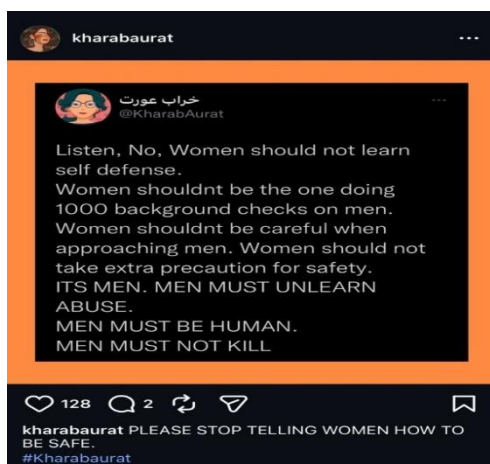 kharabaurat
خراب عورت
@KharabAurat
Listen, No, Women should not learn
self defense.
Women shouldnt be the one doing
1000 background checks on men.
Women shouldnt be careful when
approaching men. Women should not
take extra precaution for safety.
ITS MEN. MEN MUST UNLEARN
ABUSE.
MEN MUST BE HUMAN.
MEN MUST NOT KILL
128 2
kharabaurat PLEASE STOP TELLING WOMEN HOW TO
BE SAFE.
#Kharabaurat